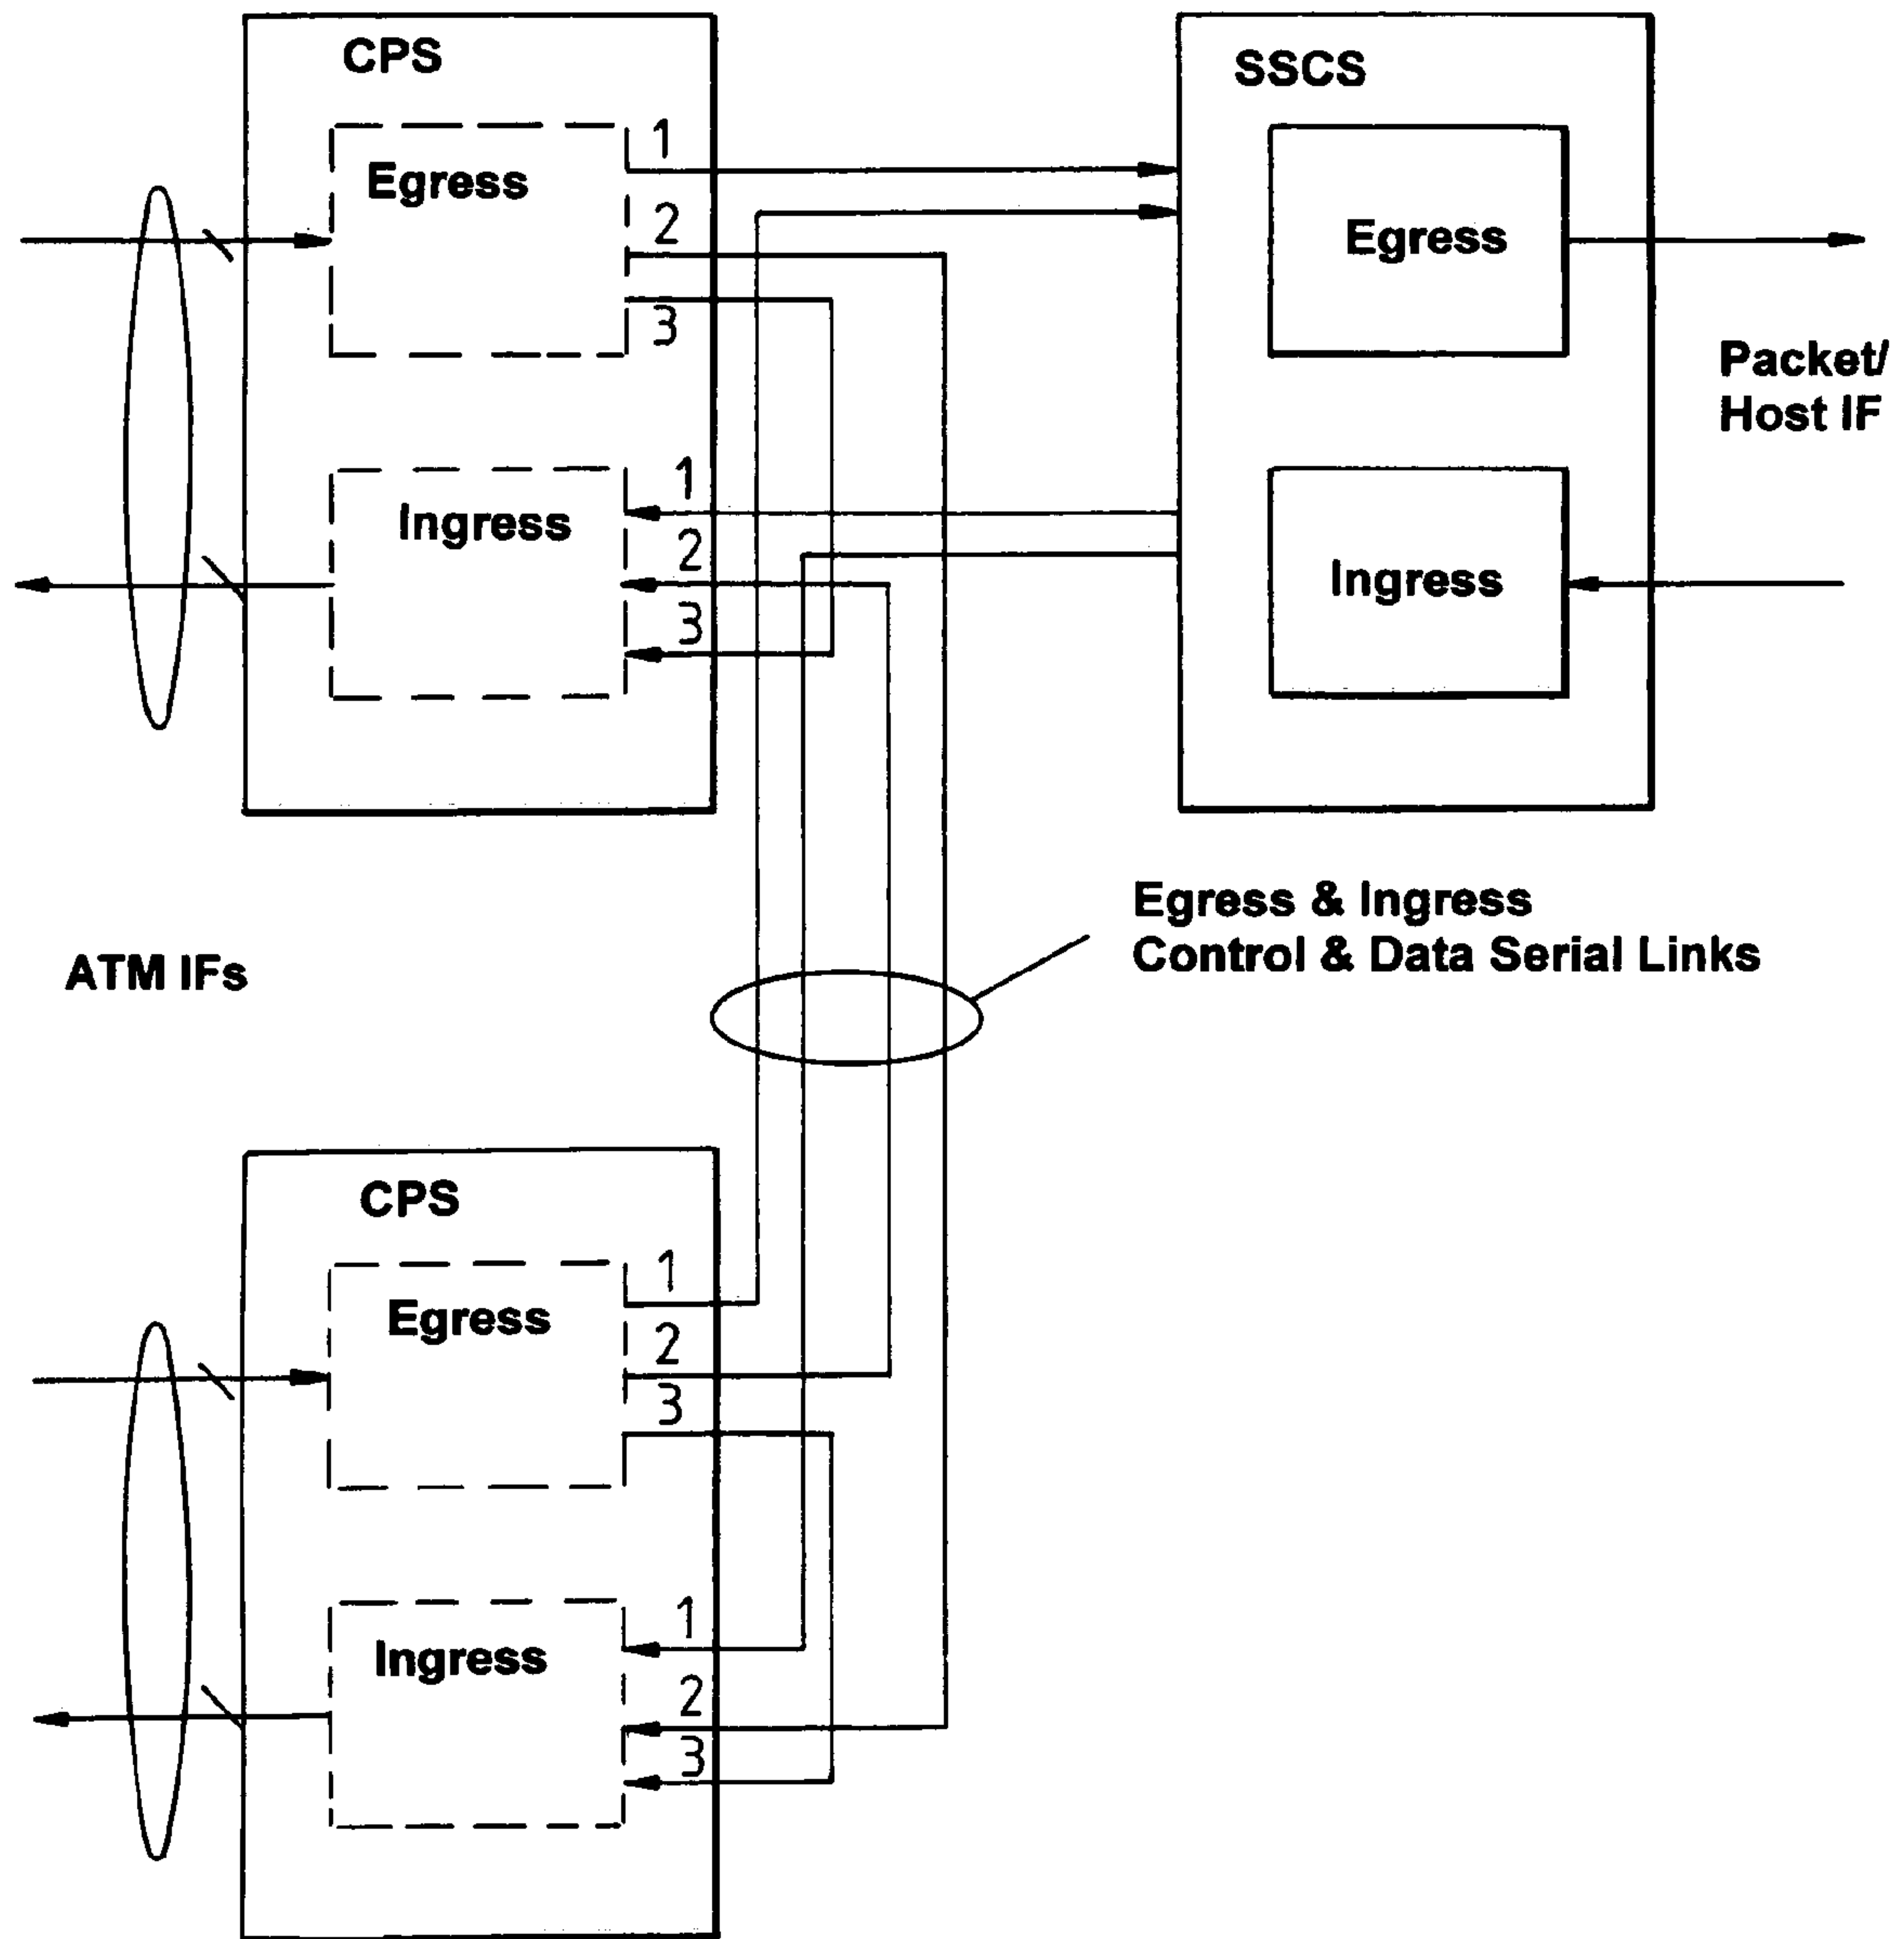 CPS
SSCS
Egress
1
2
3
Egress
Packet/
Host IF
Ingress
1
2
3
Ingress
Egress & Ingress
Control & Data Serial Links
ATM IFs
CPS
Egress
1
2
3
Ingress
1
2
3